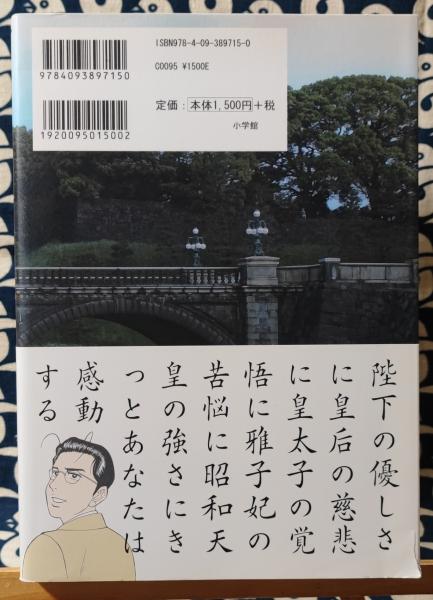 ISBN978-4-09-389715-0
C0095 ¥1500E
定価：本体1,500円+税
小学館
9784093897150
1920095015002
陛下の優しさ
に皇后の慈悲
に皇太子の覚
悟に雅子妃の
苦悩に昭和天
皇の強さにき
っとあなたは
感動
する